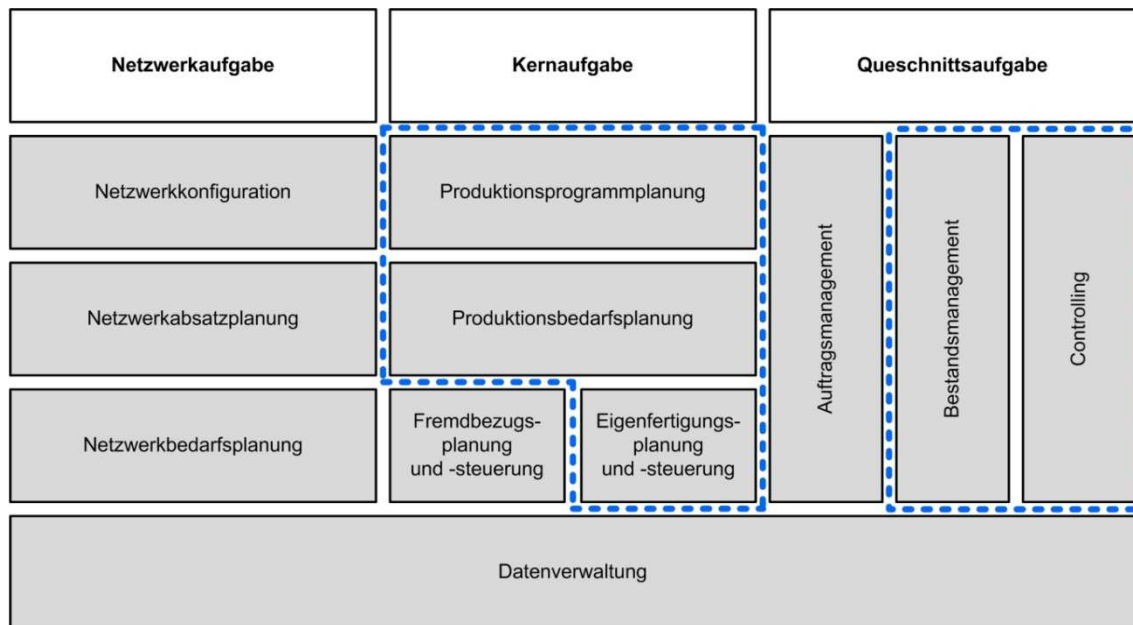 Netzwerkaufgabe
Kernaufgabe
Queschnittsaufgabe
Netzwerkkonfiguration
Produktionsprogrammplanung
Netzwerkabsatzplanung
Produktionsbedarfsplanung
Netzwerkbedarfsplanung
Fremdbezugs-
planung
und -steuerung
Eigenfertigungs-
planung
und -steuerung
Auftragsmanagement
Bestandsmanagement
Controlling
Datenverwaltung